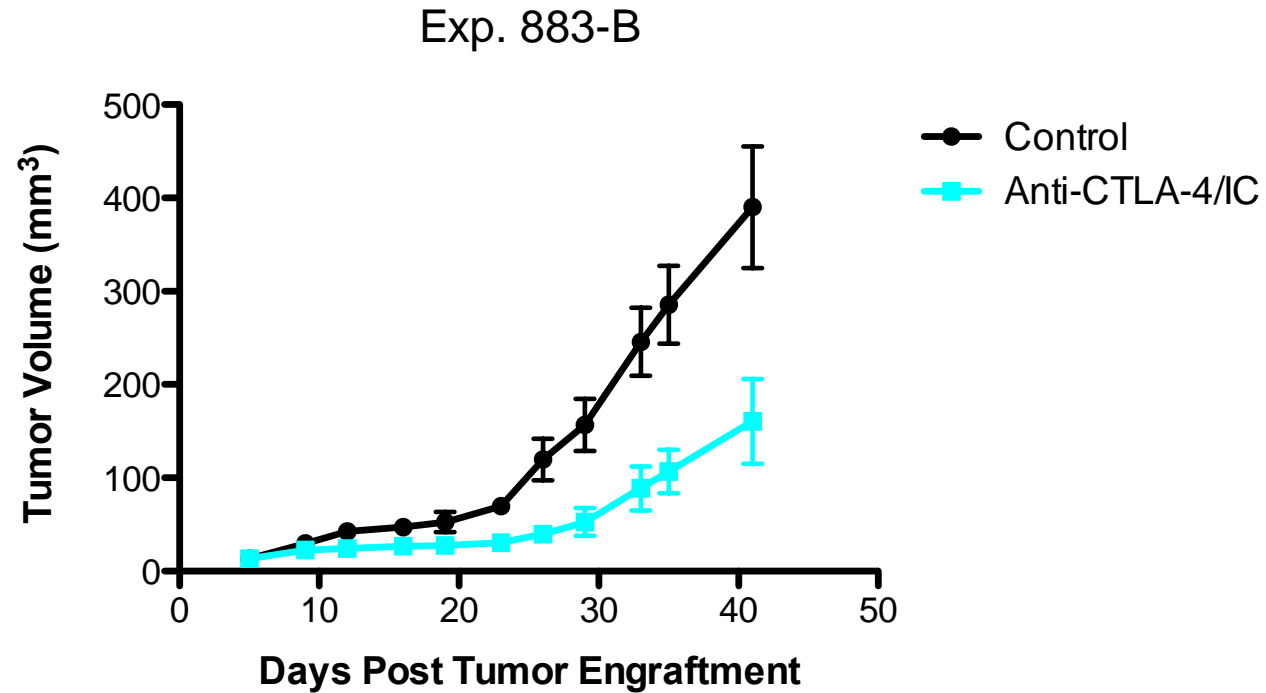 Exp. 883-B
500
400
300
200
100
0
Tumor Volume (mm³)
0 10 20 30 40 50
Days Post Tumor Engraftment
Control
Anti-CTLA-4/IC